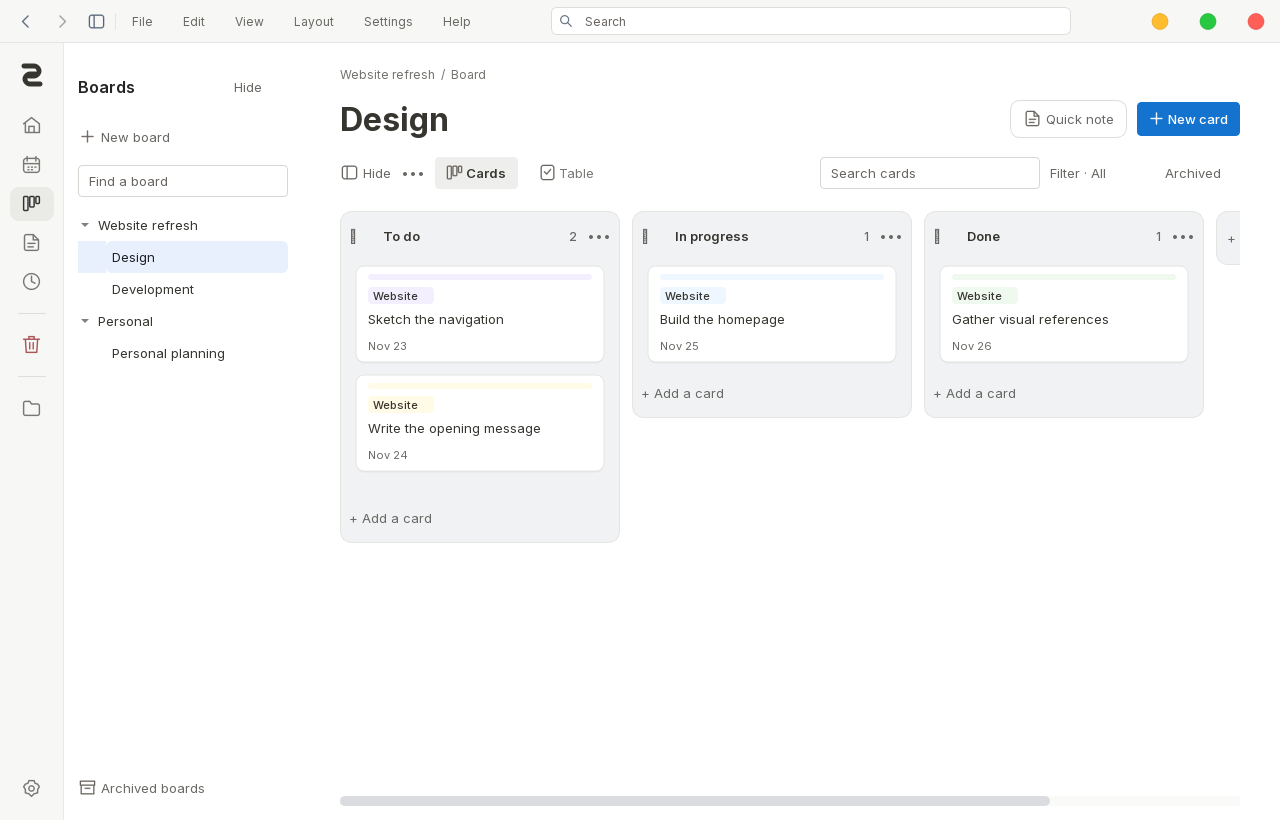 File Edit View Layout Settings Help Search
Boards Hide
New board
Find a board
Website refresh
Design
Development
Personal
Personal planning
Archived boards
Website refresh / Board
Design
Quick note New card
Hide Cards Table Search cards Filter · All Archived
To do 2
Website
Sketch the navigation
Nov 23
Website
Write the opening message
Nov 24
+ Add a card
In progress 1
Website
Build the homepage
Nov 25
+ Add a card
Done 1
Website
Gather visual references
Nov 26
+ Add a card
+